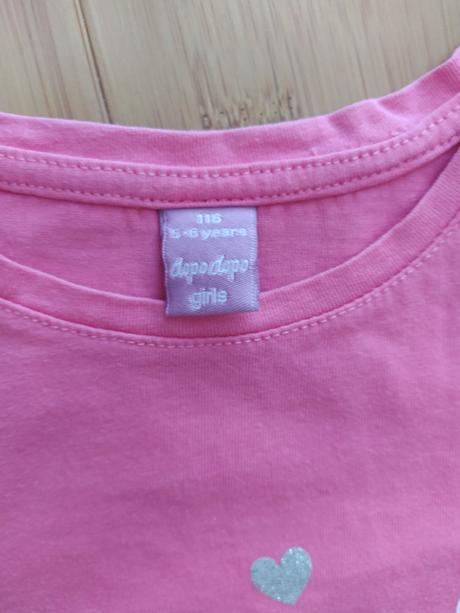 116
5-6 years
dopodopo
girls